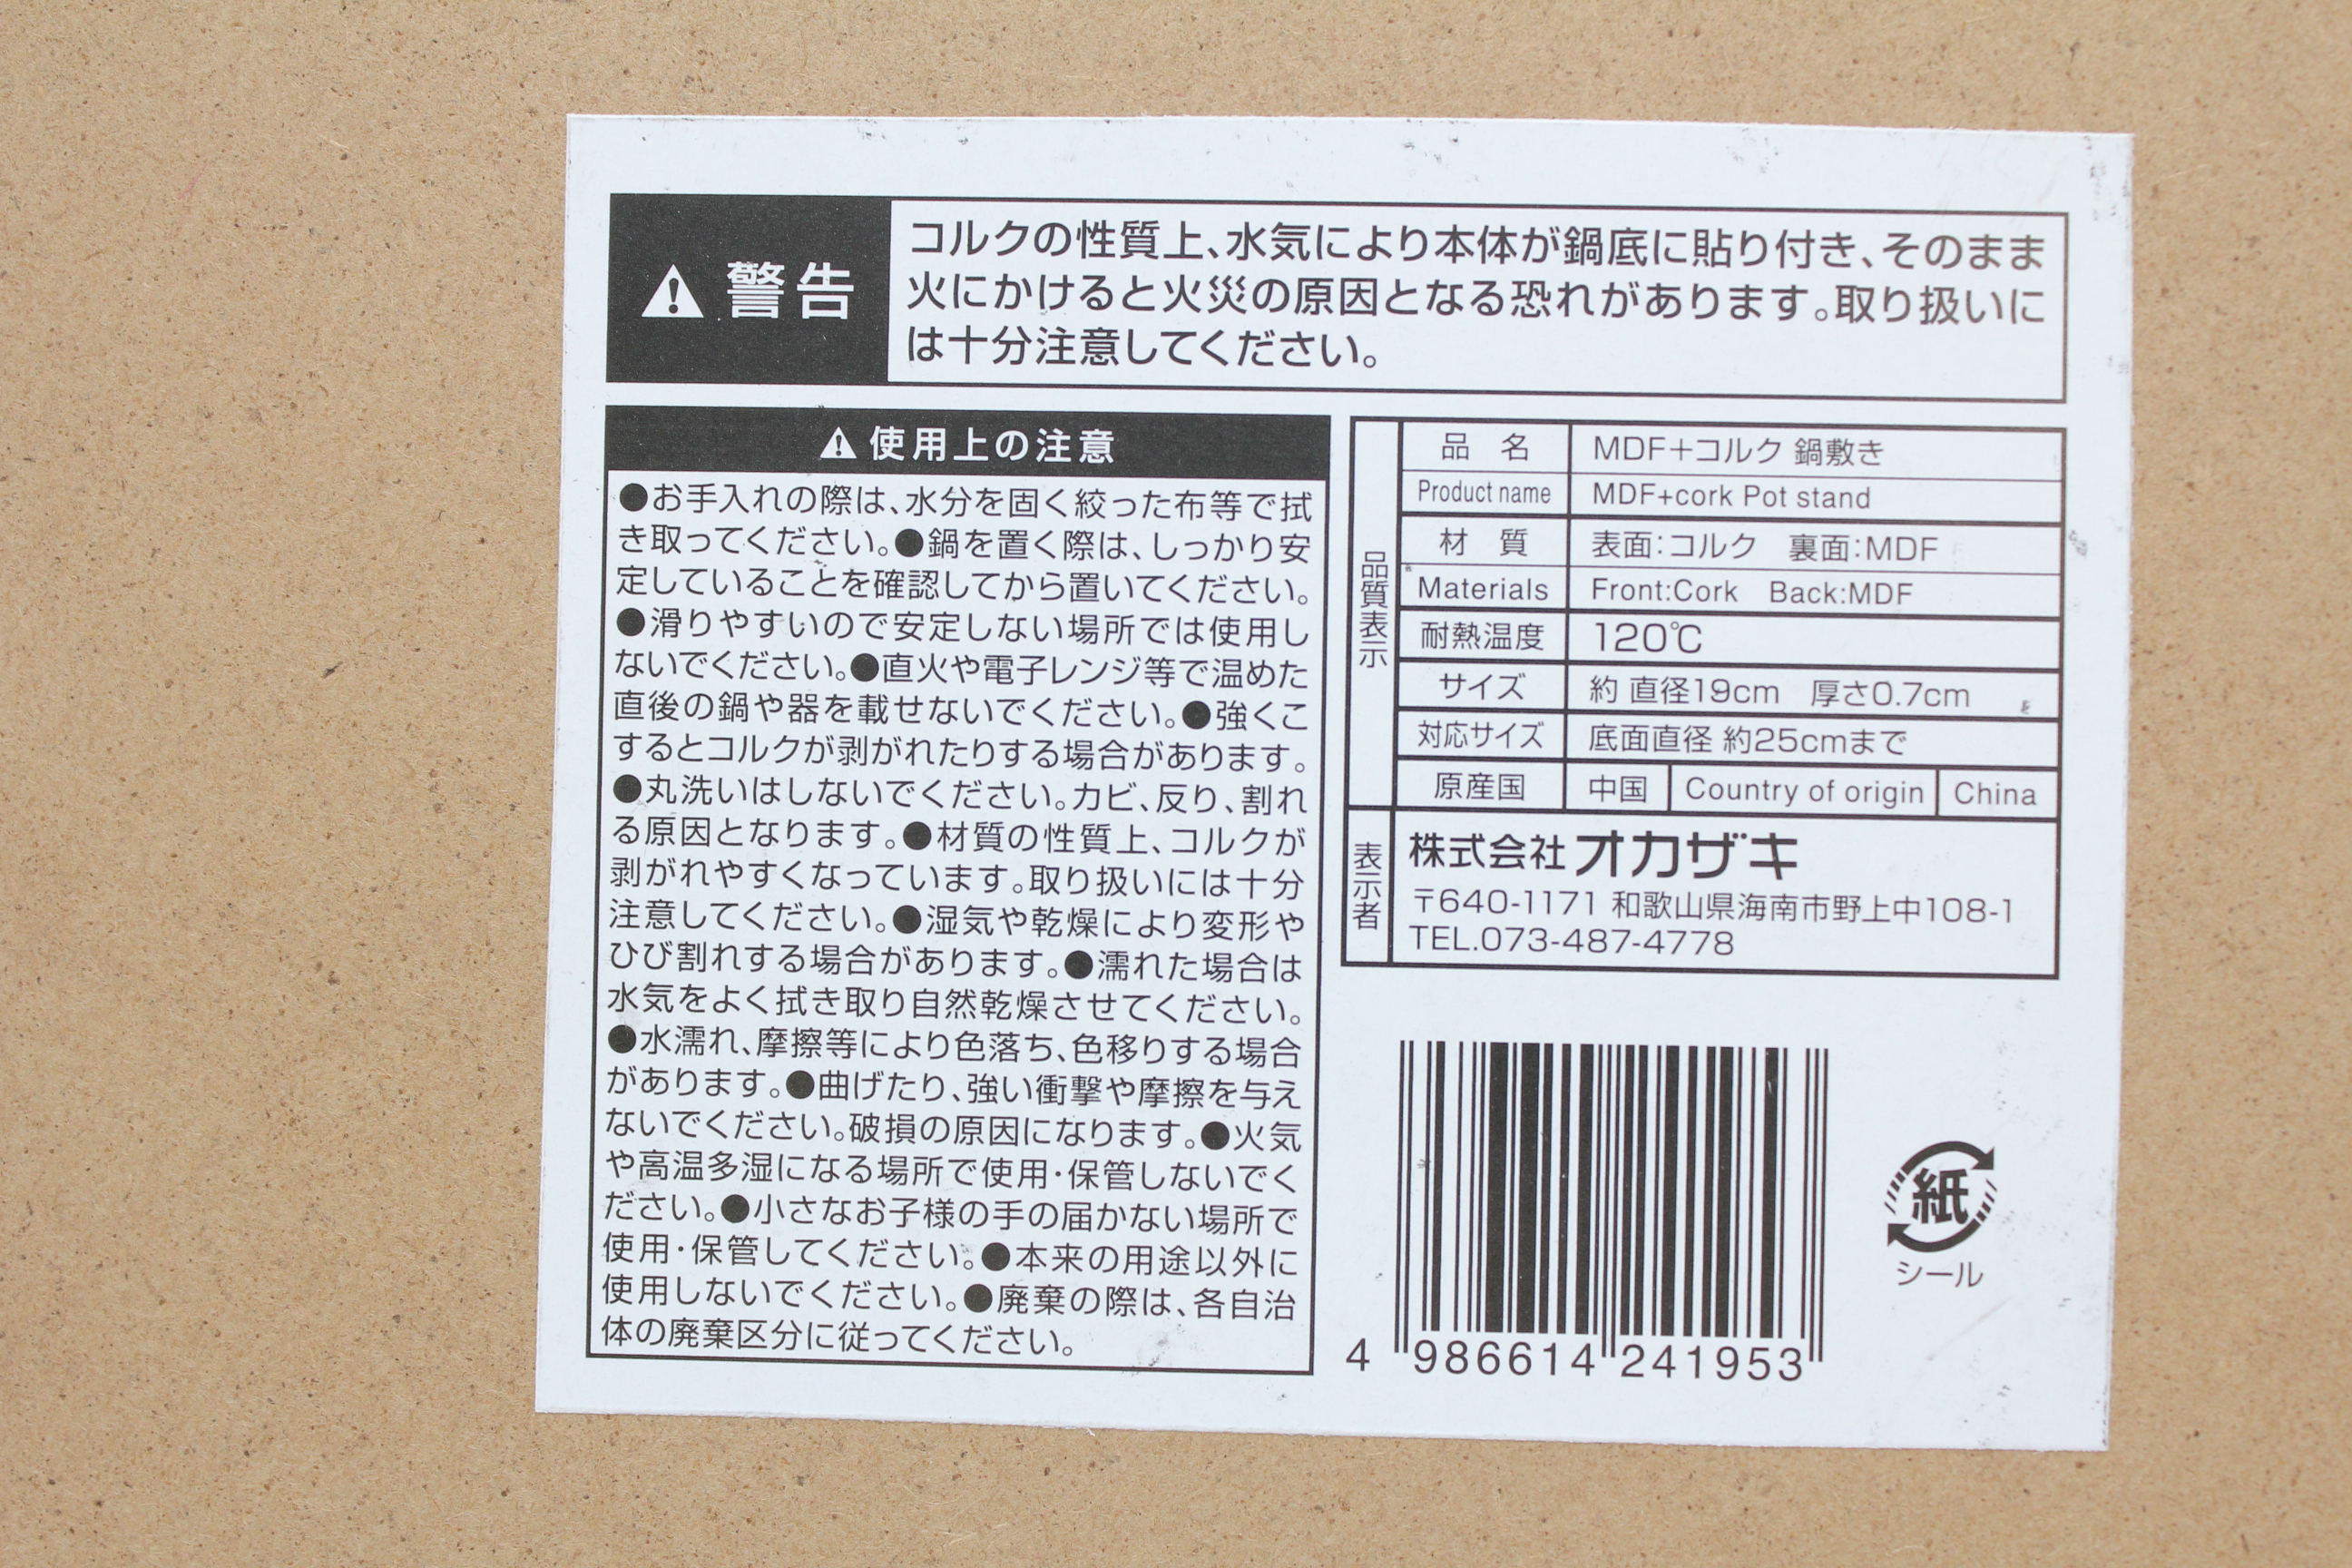 ⚠ 警告
コルクの性質上、水気により本体が鍋底に貼り付き、そのまま
火にかけると火災の原因となる恐れがあります。取り扱いに
は十分注意してください。
⚠ 使用上の注意
●お手入れの際は、水分を固く絞った布等で拭
き取ってください。●鍋を置く際は、しっかり安
定していることを確認してから置いてください。
●滑りやすいので安定しない場所では使用し
ないでください。●直火や電子レンジ等で温めた
直後の鍋や器を載せないでください。●強くこ
するとコルクが剥がれたりする場合があります。
●丸洗いはしないでください。カビ、反り、割れ
る原因となります。●材質の性質上、コルクが
剥がれやすくなっています。取り扱いには十分
注意してください。●湿気や乾燥により変形や
ひび割れする場合があります。●濡れた場合は
水気をよく拭き取り自然乾燥させてください。
●水濡れ、摩擦等により色落ち、色移りする場合
があります。●曲げたり、強い衝撃や摩擦を与え
ないでください。破損の原因になります。●火気
や高温多湿になる場所で使用・保管しないでく
ださい。●小さなお子様の手の届かない場所で
使用・保管してください。●本来の用途以外に
使用しないでください。●廃棄の際は、各自治
体の廃棄区分に従ってください。
品質表示
品 名 MDF+コルク 鍋敷き
Product name MDF+cork Pot stand
材 質 表面:コルク 裏面:MDF
Materials Front:Cork Back:MDF
耐熱温度 120℃
サイズ 約 直径19cm 厚さ0.7cm
対応サイズ 底面直径 約25cmまで
原産国 中国 Country of origin China
表示者
株式会社オカザキ
〒640-1171 和歌山県海南市野上中108-1
TEL.073-487-4778
4 986614 241953
紙
シール